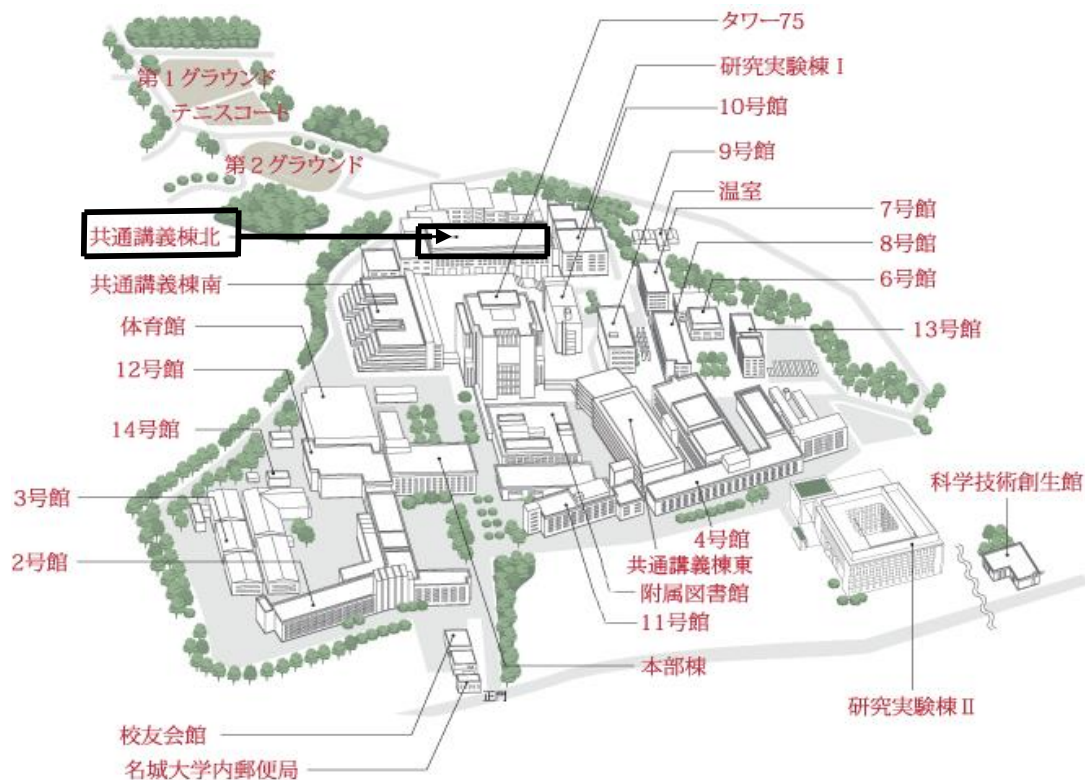 タワー75
第1グラウンド
研究実験棟Ⅰ
テニスコート
10号館
第2グラウンド
9号館
温室
7号館
共通講義棟北
8号館
共通講義棟南
6号館
体育館
13号館
12号館
14号館
3号館
科学技術創生館
2号館
4号館
共通講義棟東
附属図書館
11号館
本部棟
正門
研究実験棟Ⅱ
校友会館
名城大学内郵便局